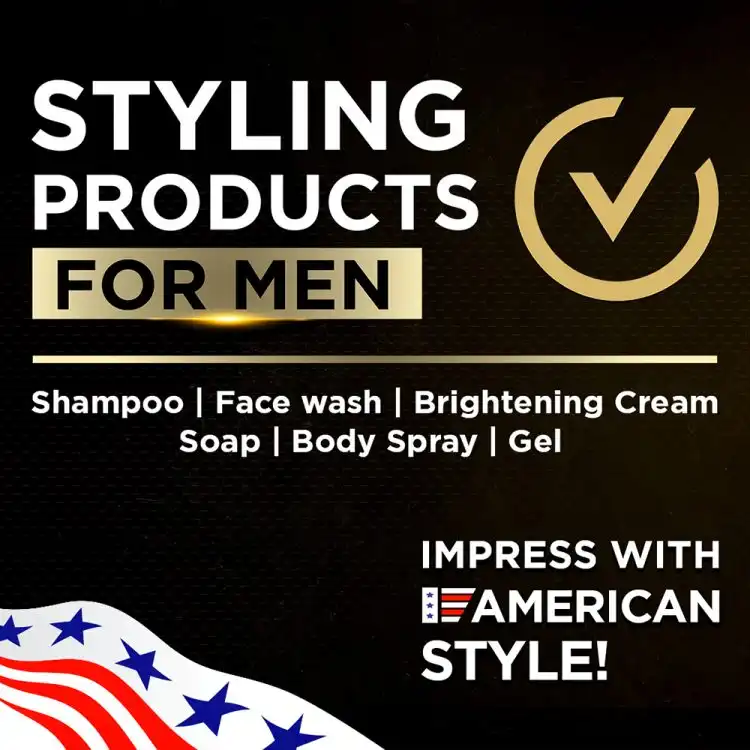 STYLING
PRODUCTS
FOR MEN
Shampoo | Face wash | Brightening Cream
Soap | Body Spray | Gel
IMPRESS WITH
AMERICAN
STYLE!